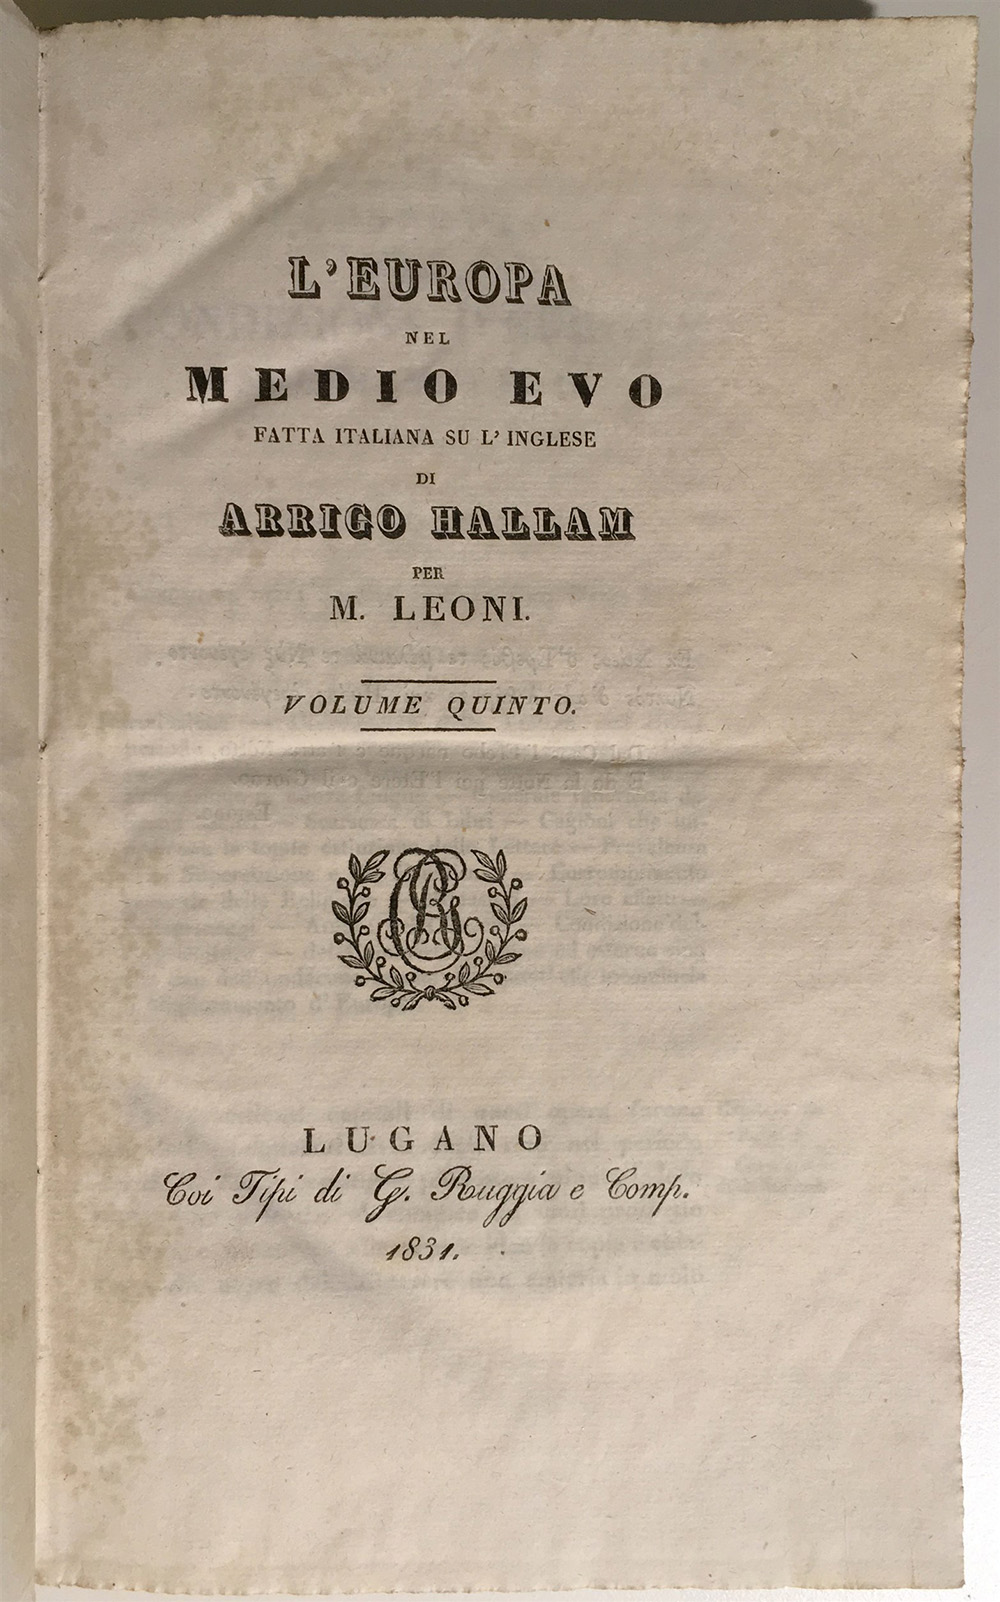 L'EUROPA
NEL
MEDIO EVO
FATTA ITALIANA SU L' INGLESE
DI
ARRIGO HALLAM
PER
M. LEONI.
VOLUME QUINTO.
LUGANO
Coi Tipi di G. Ruggia e Comp.
1831.